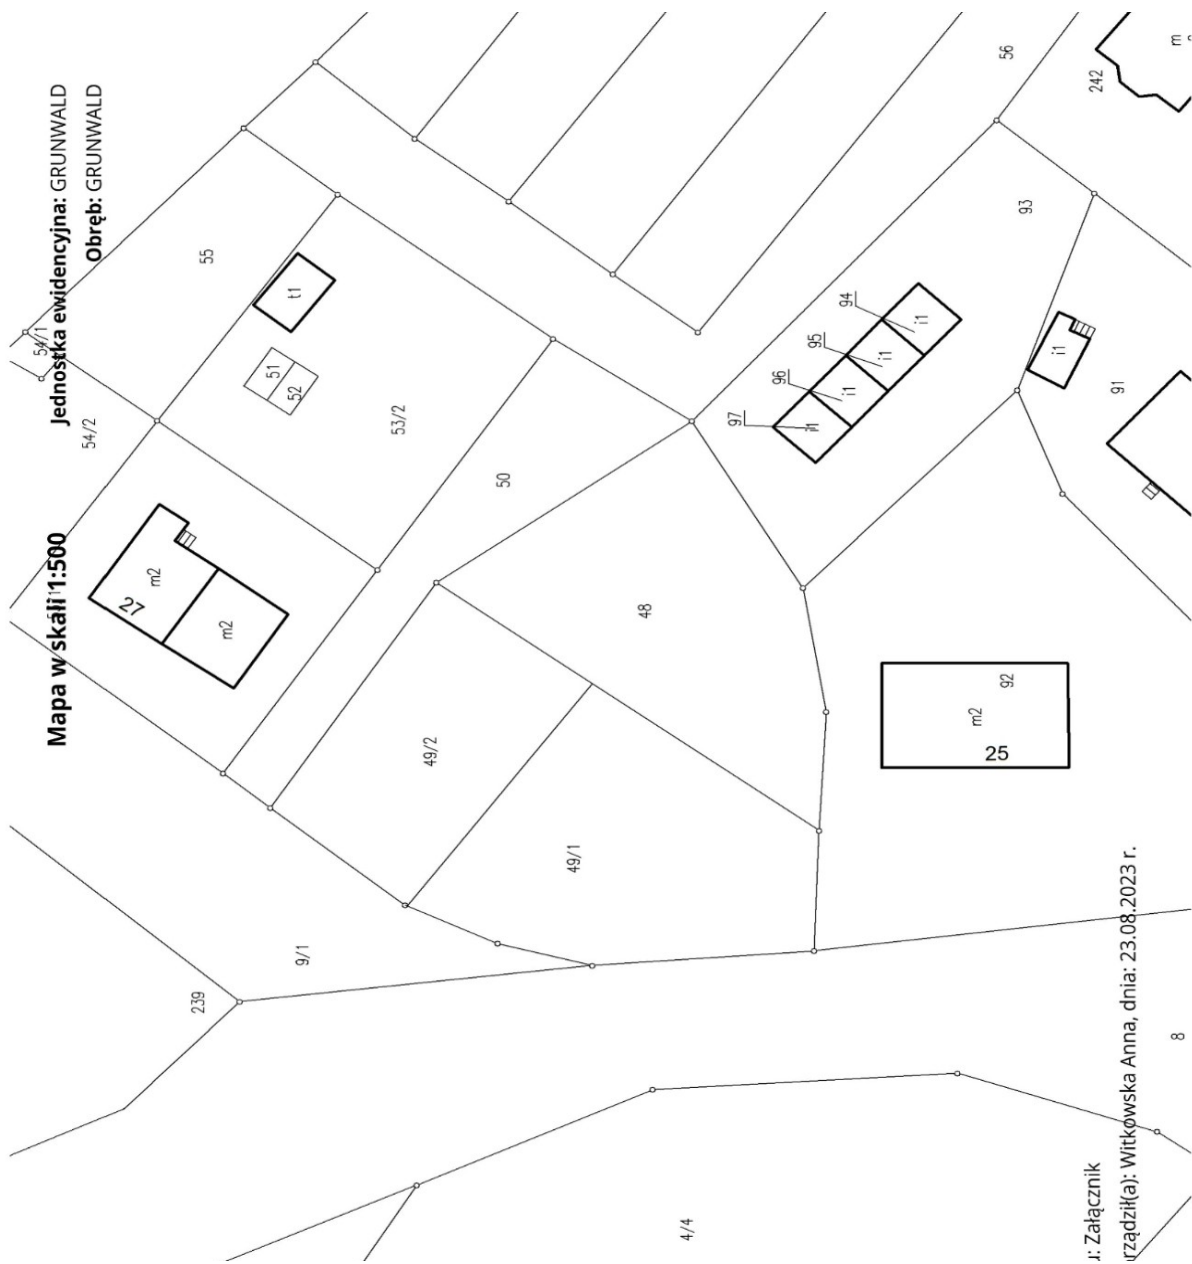 Jednostka ewidencyjna: GRUNWALD
Obręb: GRUNWALD
Mapa w skali 1:500
56
242
m
55
54/1
54/2
93
t1
51
52
53/2
94
95
96
97
i1
i1
i1
i1
i1
91
50
m2
27
m2
48
92
m2
25
49/2
49/1
9/1
239
8
4/4
u: Załącznik
rządził(a): Witkowska Anna, dnia: 23.08.2023 r.